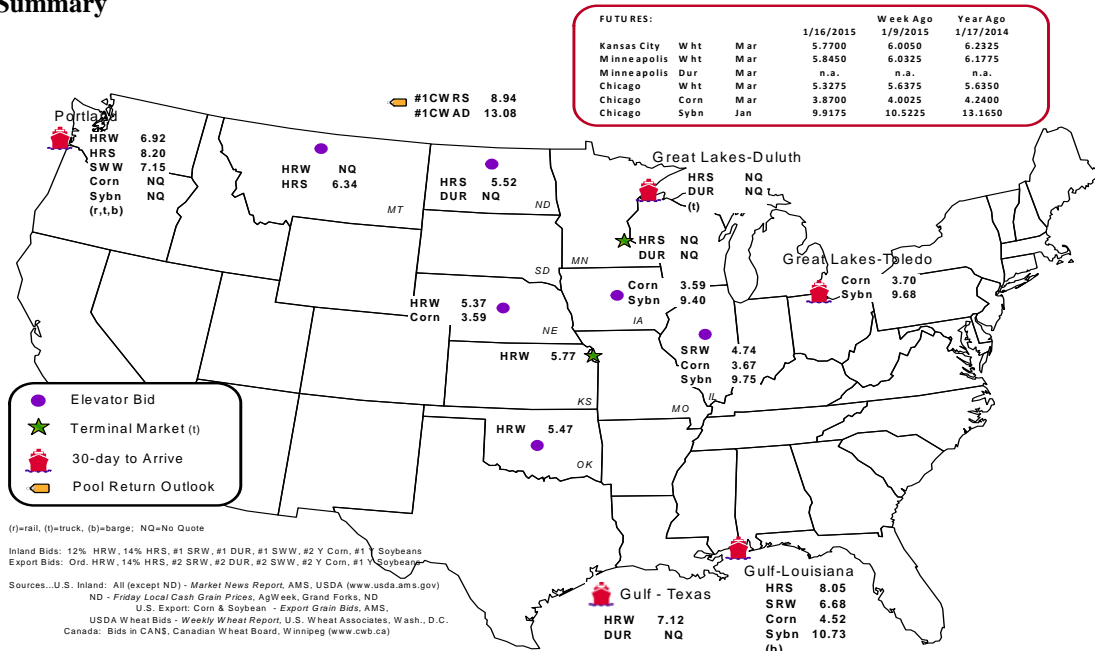 Summary
FUTURES: Week Ago Year Ago
1/16/2015 1/9/2015 1/17/2014
Kansas City Wht Mar 5.7700 6.0050 6.2325
Minneapolis Wht Mar 5.8450 6.0325 6.1775
Minneapolis Dur Mar n.a. n.a. n.a.
Chicago Wht Mar 5.3275 5.6375 5.6350
Chicago Corn Mar 3.8700 4.0025 4.2400
Chicago Sybn Jan 9.9175 10.5225 13.1650
#1CWRS 8.94
#1CWAD 13.08
Portland
HRW 6.92
HRS 8.20
SWW 7.15
Corn NQ
Sybn NQ
(r,t,b)
HRW NQ
HRS 6.34
MT
HRS 5.52
DUR NQ
ND
Great Lakes-Duluth
HRS NQ
DUR NQ
(t)
HRS NQ
DUR NQ
MN
SD
Great Lakes-Toledo
Corn 3.70
Sybn 9.68
Corn 3.59
Sybn 9.40
IA
HRW 5.37
Corn 3.59
NE
SRW 4.74
Corn 3.67
Sybn 9.75
IL
HRW 5.77
KS
MO
HRW 5.47
OK
Elevator Bid
Terminal Market (t)
30-day to Arrive
Pool Return Outlook
(r)=rail, (t)=truck, (b)=barge; NQ=No Quote
Inland Bids: 12% HRW, 14% HRS, #1 SRW, #1 DUR, #1 SWW, #2 Y Corn, #1 Y Soybeans
Export Bids: Ord. HRW, 14% HRS, #2 SRW, #2 DUR, #2 SWW, #2 Y Corn, #1 Y Soybeans
Sources...U.S. Inland: All (except ND) - Market News Report, AMS, USDA (www.usda.ams.gov)
ND - Friday Local Cash Grain Prices, AgWeek, Grand Forks, ND
U.S. Export: Corn & Soybean - Export Grain Bids, AMS,
USDA Wheat Bids - Weekly Wheat Report, U.S. Wheat Associates, Wash., D.C.
Canada: Bids in CAN$, Canadian Wheat Board, Winnipeg (www.cwb.ca)
Gulf - Texas
HRW 7.12
DUR NQ
Gulf-Louisiana
HRS 8.05
SRW 6.68
Corn 4.52
Sybn 10.73
(b)